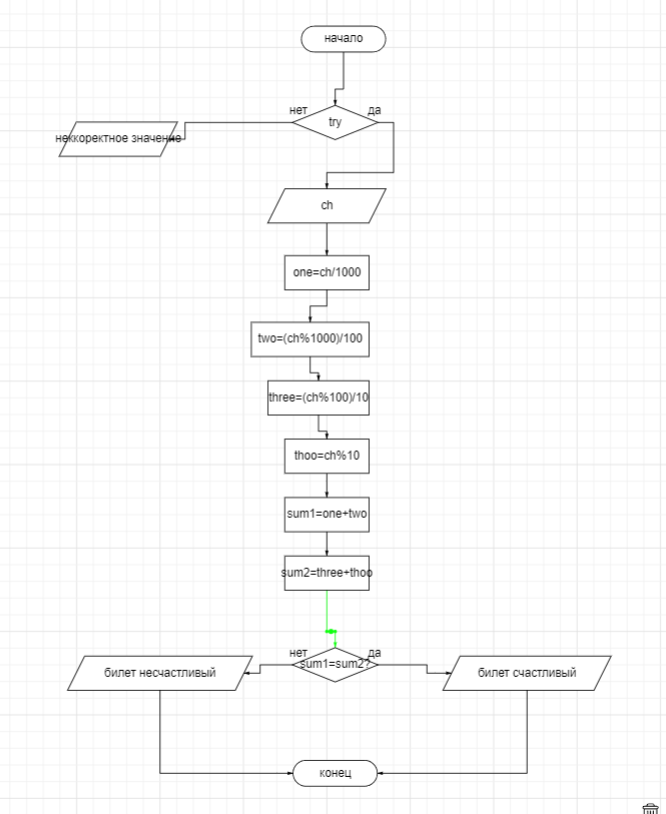 начало
нет
да
try
неккоректное значение
ch
one=ch/1000
two=(ch%1000)/100
three=(ch%100)/10
thoo=ch%10
sum1=one+two
sum2=three+thoo
нет
да
sum1=sum2?
билет несчастливый
билет счастливый
конец